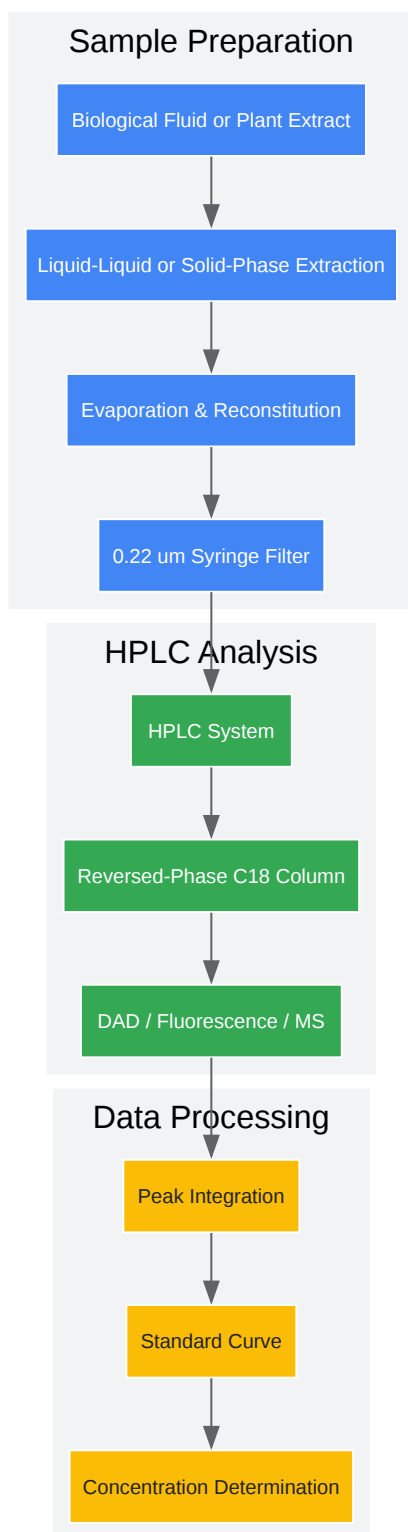 Sample Preparation
Biological Fluid or Plant Extract
Liquid-Liquid or Solid-Phase Extraction
Evaporation & Reconstitution
0.22 um Syringe Filter
HPLC Analysis
HPLC System
Reversed-Phase C18 Column
DAD / Fluorescence / MS
Data Processing
Peak Integration
Standard Curve
Concentration Determination